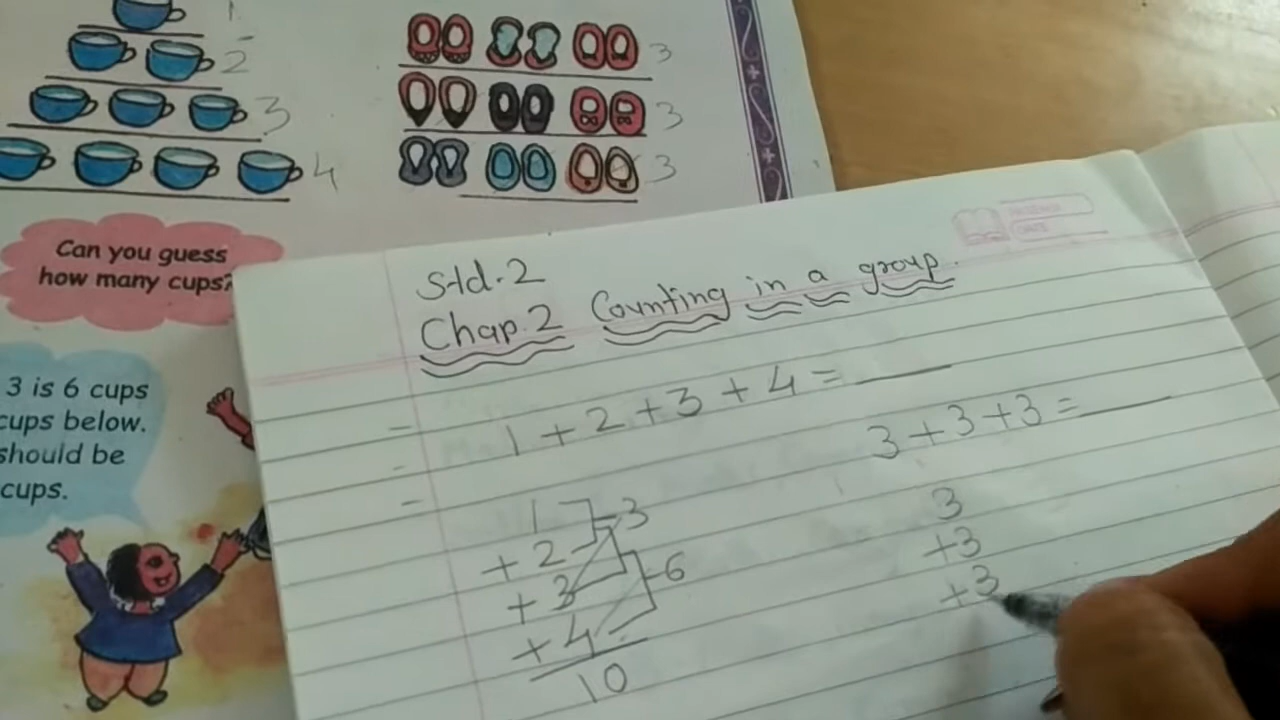 1
2
3
4
3
3
3
Can you guess
how many cups?
3 is 6 cups
cups below.
should be
cups.
Std.2
Chap.2 Counting in a group.
1 + 2 + 3 + 4 = ____
3 + 3 + 3 = ____
1
+ 2
+ 3
+ 4
10
3
6
3
+3
+3